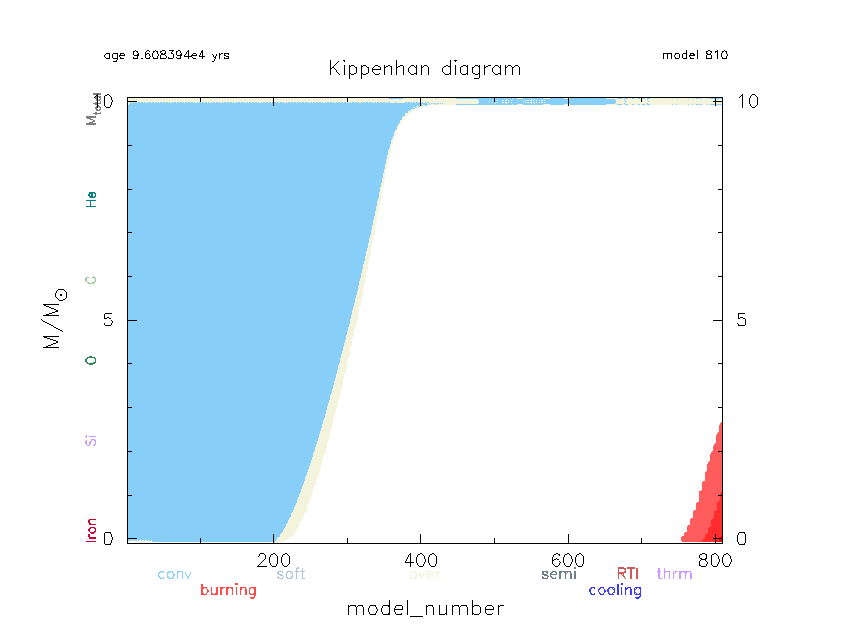 age 9.608394e4 yrs
model 810
Kippenhan diagram
10 10
M_total
He
C
5 5
M/M☉
O
Si
Iron
0 0
200 400 600 800
conv soft over semi RTI thrm
burning cooling
model_number